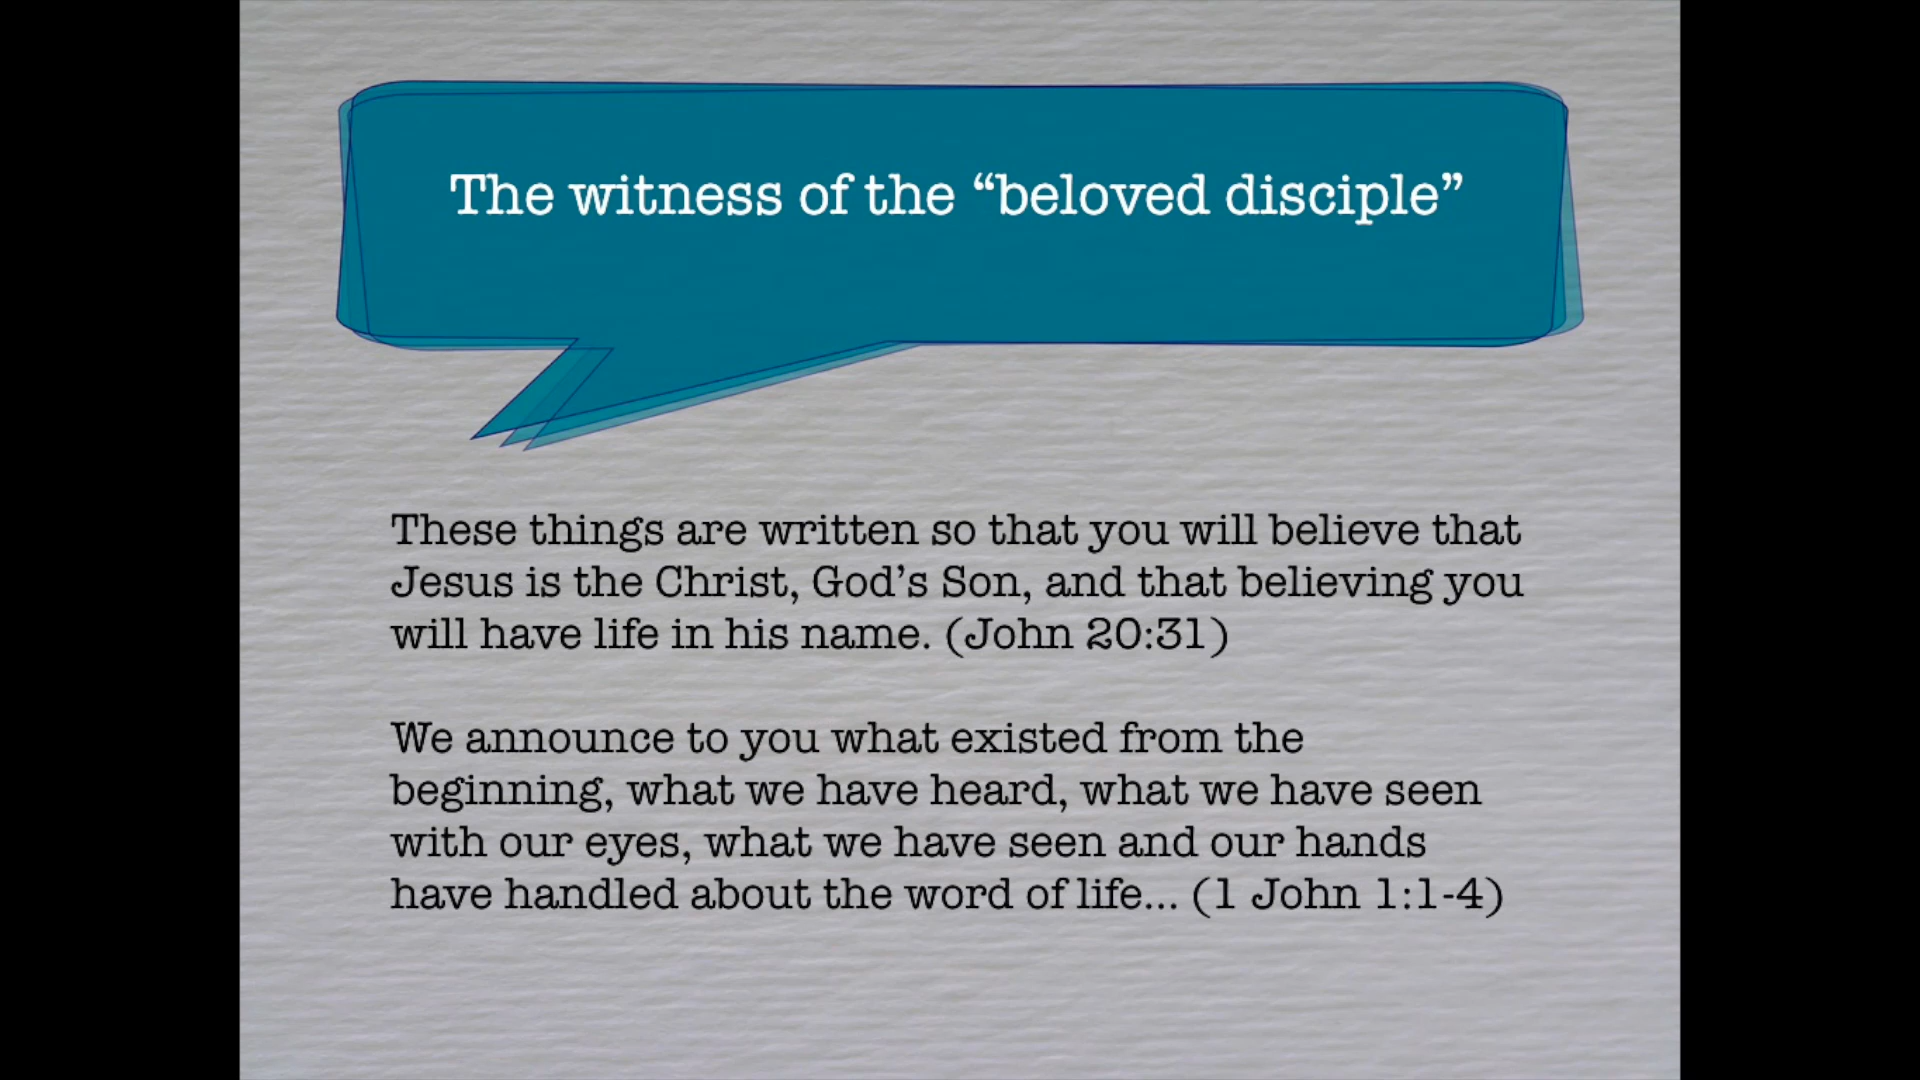 The witness of the “beloved disciple”
These things are written so that you will believe that
Jesus is the Christ, God’s Son, and that believing you
will have life in his name. (John 20:31)
We announce to you what existed from the
beginning, what we have heard, what we have seen
with our eyes, what we have seen and our hands
have handled about the word of life... (1 John 1:1-4)